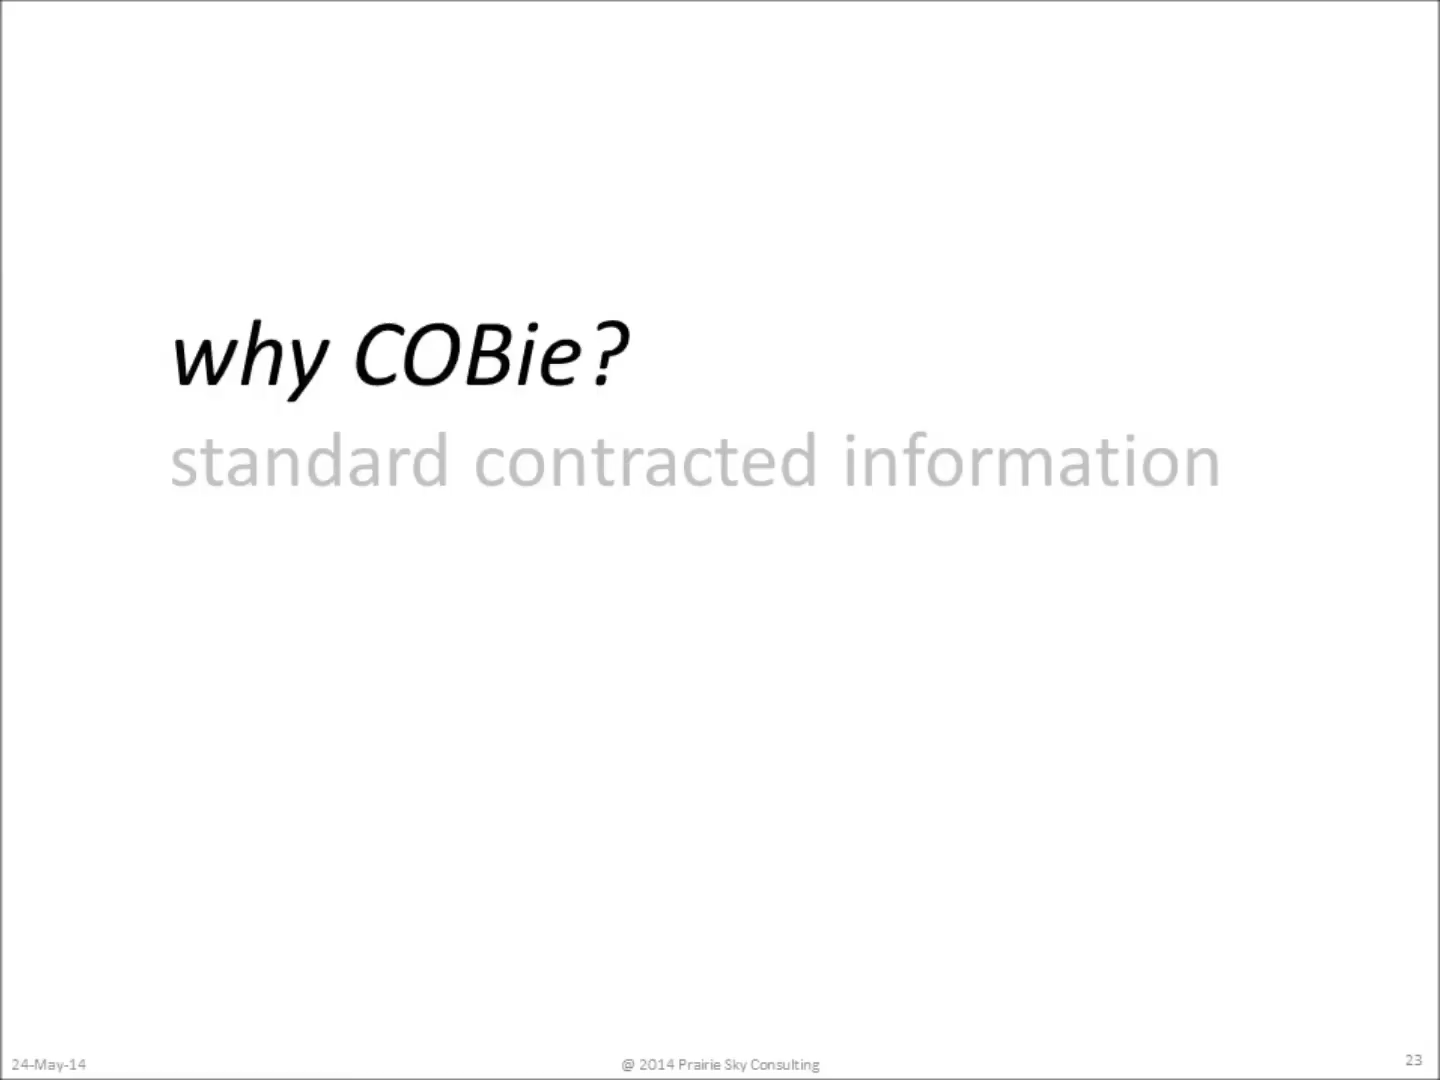 why COBie?
standard contracted information
24-May-14
@ 2014 Prairie Sky Consulting
23